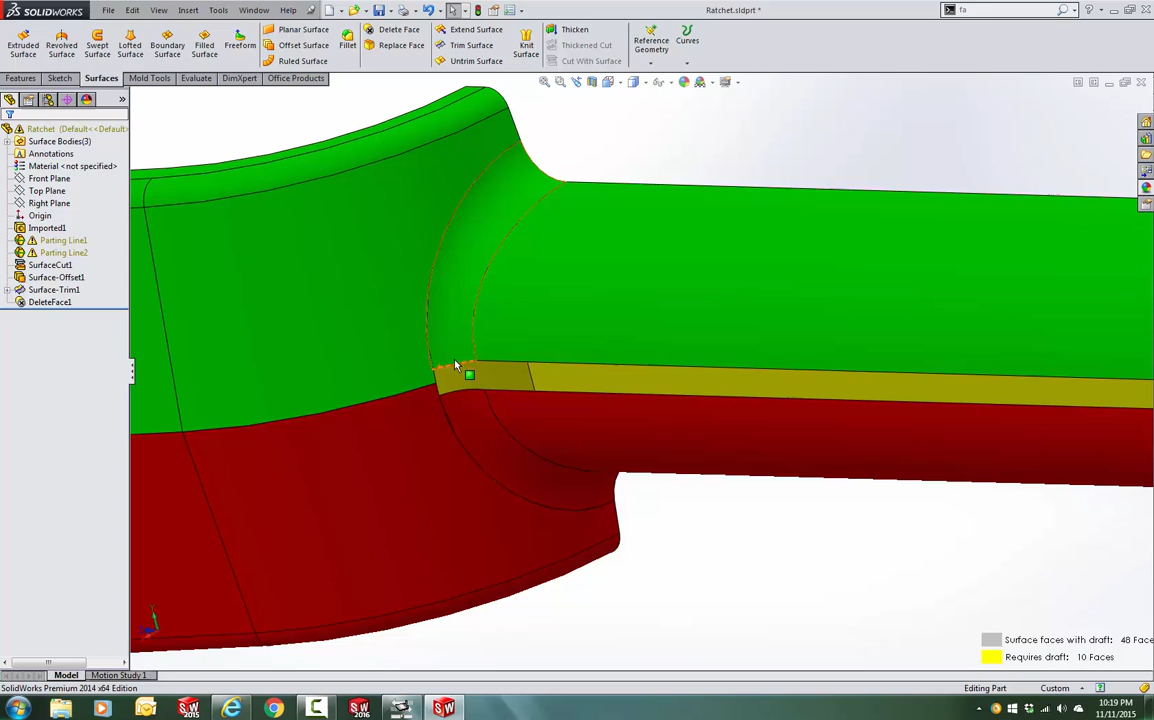 SOLIDWORKS
File Edit View Insert Tools Window Help
Ratchet.sldprt *
fa
Extruded Surface
Revolved Surface
Swept Surface
Lofted Surface
Boundary Surface
Filled Surface
Freeform
Planar Surface
Offset Surface
Ruled Surface
Fillet
Delete Face
Replace Face
Extend Surface
Trim Surface
Untrim Surface
Knit Surface
Thicken
Thickened Cut
Cut With Surface
Reference Geometry
Curves
Features Sketch Surfaces Mold Tools Evaluate DimXpert Office Products
Ratchet (Default<<Default>
Surface Bodies(3)
Annotations
Material <not specified>
Front Plane
Top Plane
Right Plane
Origin
Imported1
Parting Line1
Parting Line2
SurfaceCut1
Surface-Offset1
Surface-Trim1
DeleteFace1
Surface faces with draft: 48 Face
Requires draft: 10 Faces
Model Motion Study 1
SolidWorks Premium 2014 x64 Edition
Editing Part
Custom
10:19 PM
11/11/2015